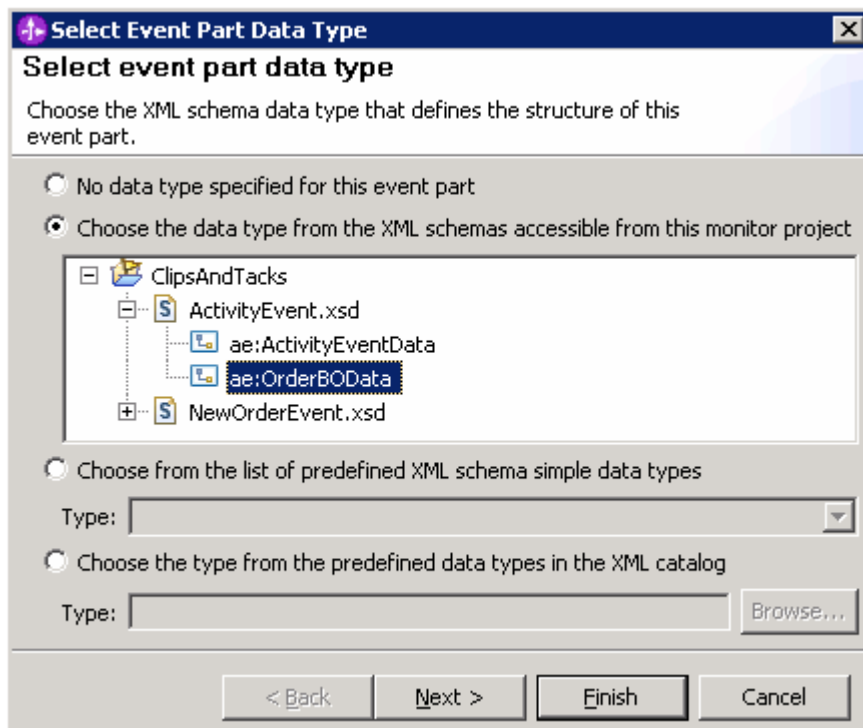 Select Event Part Data Type
Select event part data type
Choose the XML schema data type that defines the structure of this
event part.
No data type specified for this event part
Choose the data type from the XML schemas accessible from this monitor project
ClipsAndTacks
ActivityEvent.xsd
ae:ActivityEventData
ae:OrderBOData
NewOrderEvent.xsd
Choose from the list of predefined XML schema simple data types
Type:
Choose the type from the predefined data types in the XML catalog
Type: Browse...
< Back Next > Finish Cancel